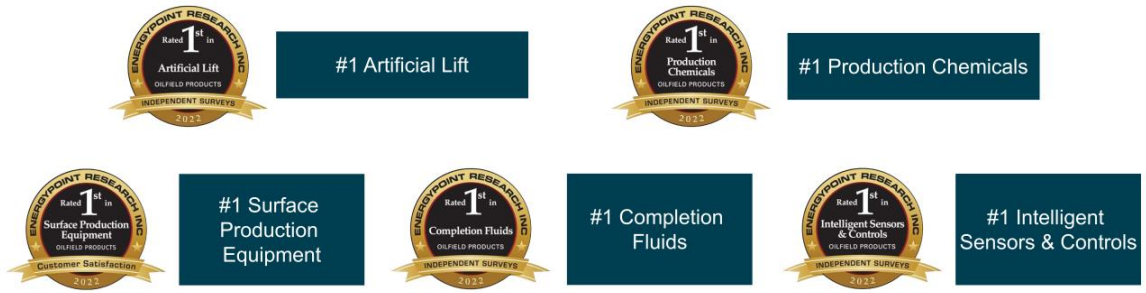 ENERGYPOINT RESEARCH INC
Rated 1st in
Artificial Lift
OILFIELD PRODUCTS
INDEPENDENT SURVEYS
2022
#1 Artificial Lift
ENERGYPOINT RESEARCH INC
Rated 1st in
Production
Chemicals
OILFIELD PRODUCTS
INDEPENDENT SURVEYS
2022
#1 Production Chemicals
ENERGYPOINT RESEARCH INC
Rated 1st in
Surface Production
Equipment
OILFIELD PRODUCTS
Customer Satisfaction
2022
#1 Surface
Production
Equipment
ENERGYPOINT RESEARCH INC
Rated 1st in
Completion Fluids
OILFIELD PRODUCTS
INDEPENDENT SURVEYS
2022
#1 Completion
Fluids
ENERGYPOINT RESEARCH INC
Rated 1st in
Intelligent Sensors
& Controls
OILFIELD PRODUCTS
INDEPENDENT SURVEYS
2022
#1 Intelligent
Sensors & Controls